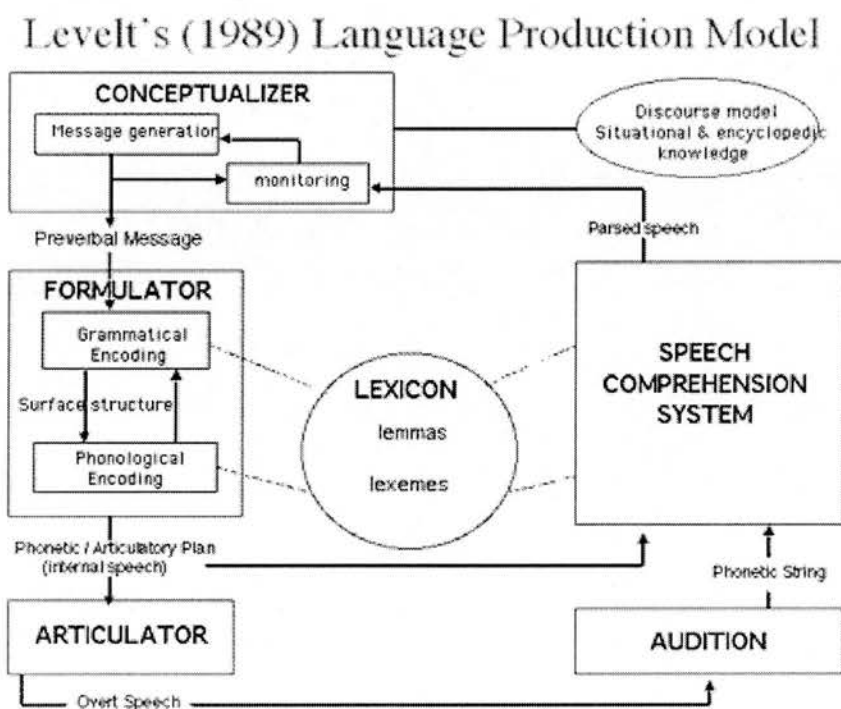 Levelt's (1989) Language Production Model
CONCEPTUALIZER
Message generation
monitoring
Discourse model
Situational & encyclopedic
knowledge
Preverbal Message
Parsed speech
FORMULATOR
Grammatical
Encoding
Surface structure
Phonological
Encoding
LEXICON
lemmas
lexemes
SPEECH
COMPREHENSION
SYSTEM
Phonetic / Articulatory Plan
(internal speech)
Phonetic String
ARTICULATOR
AUDITION
Overt Speech